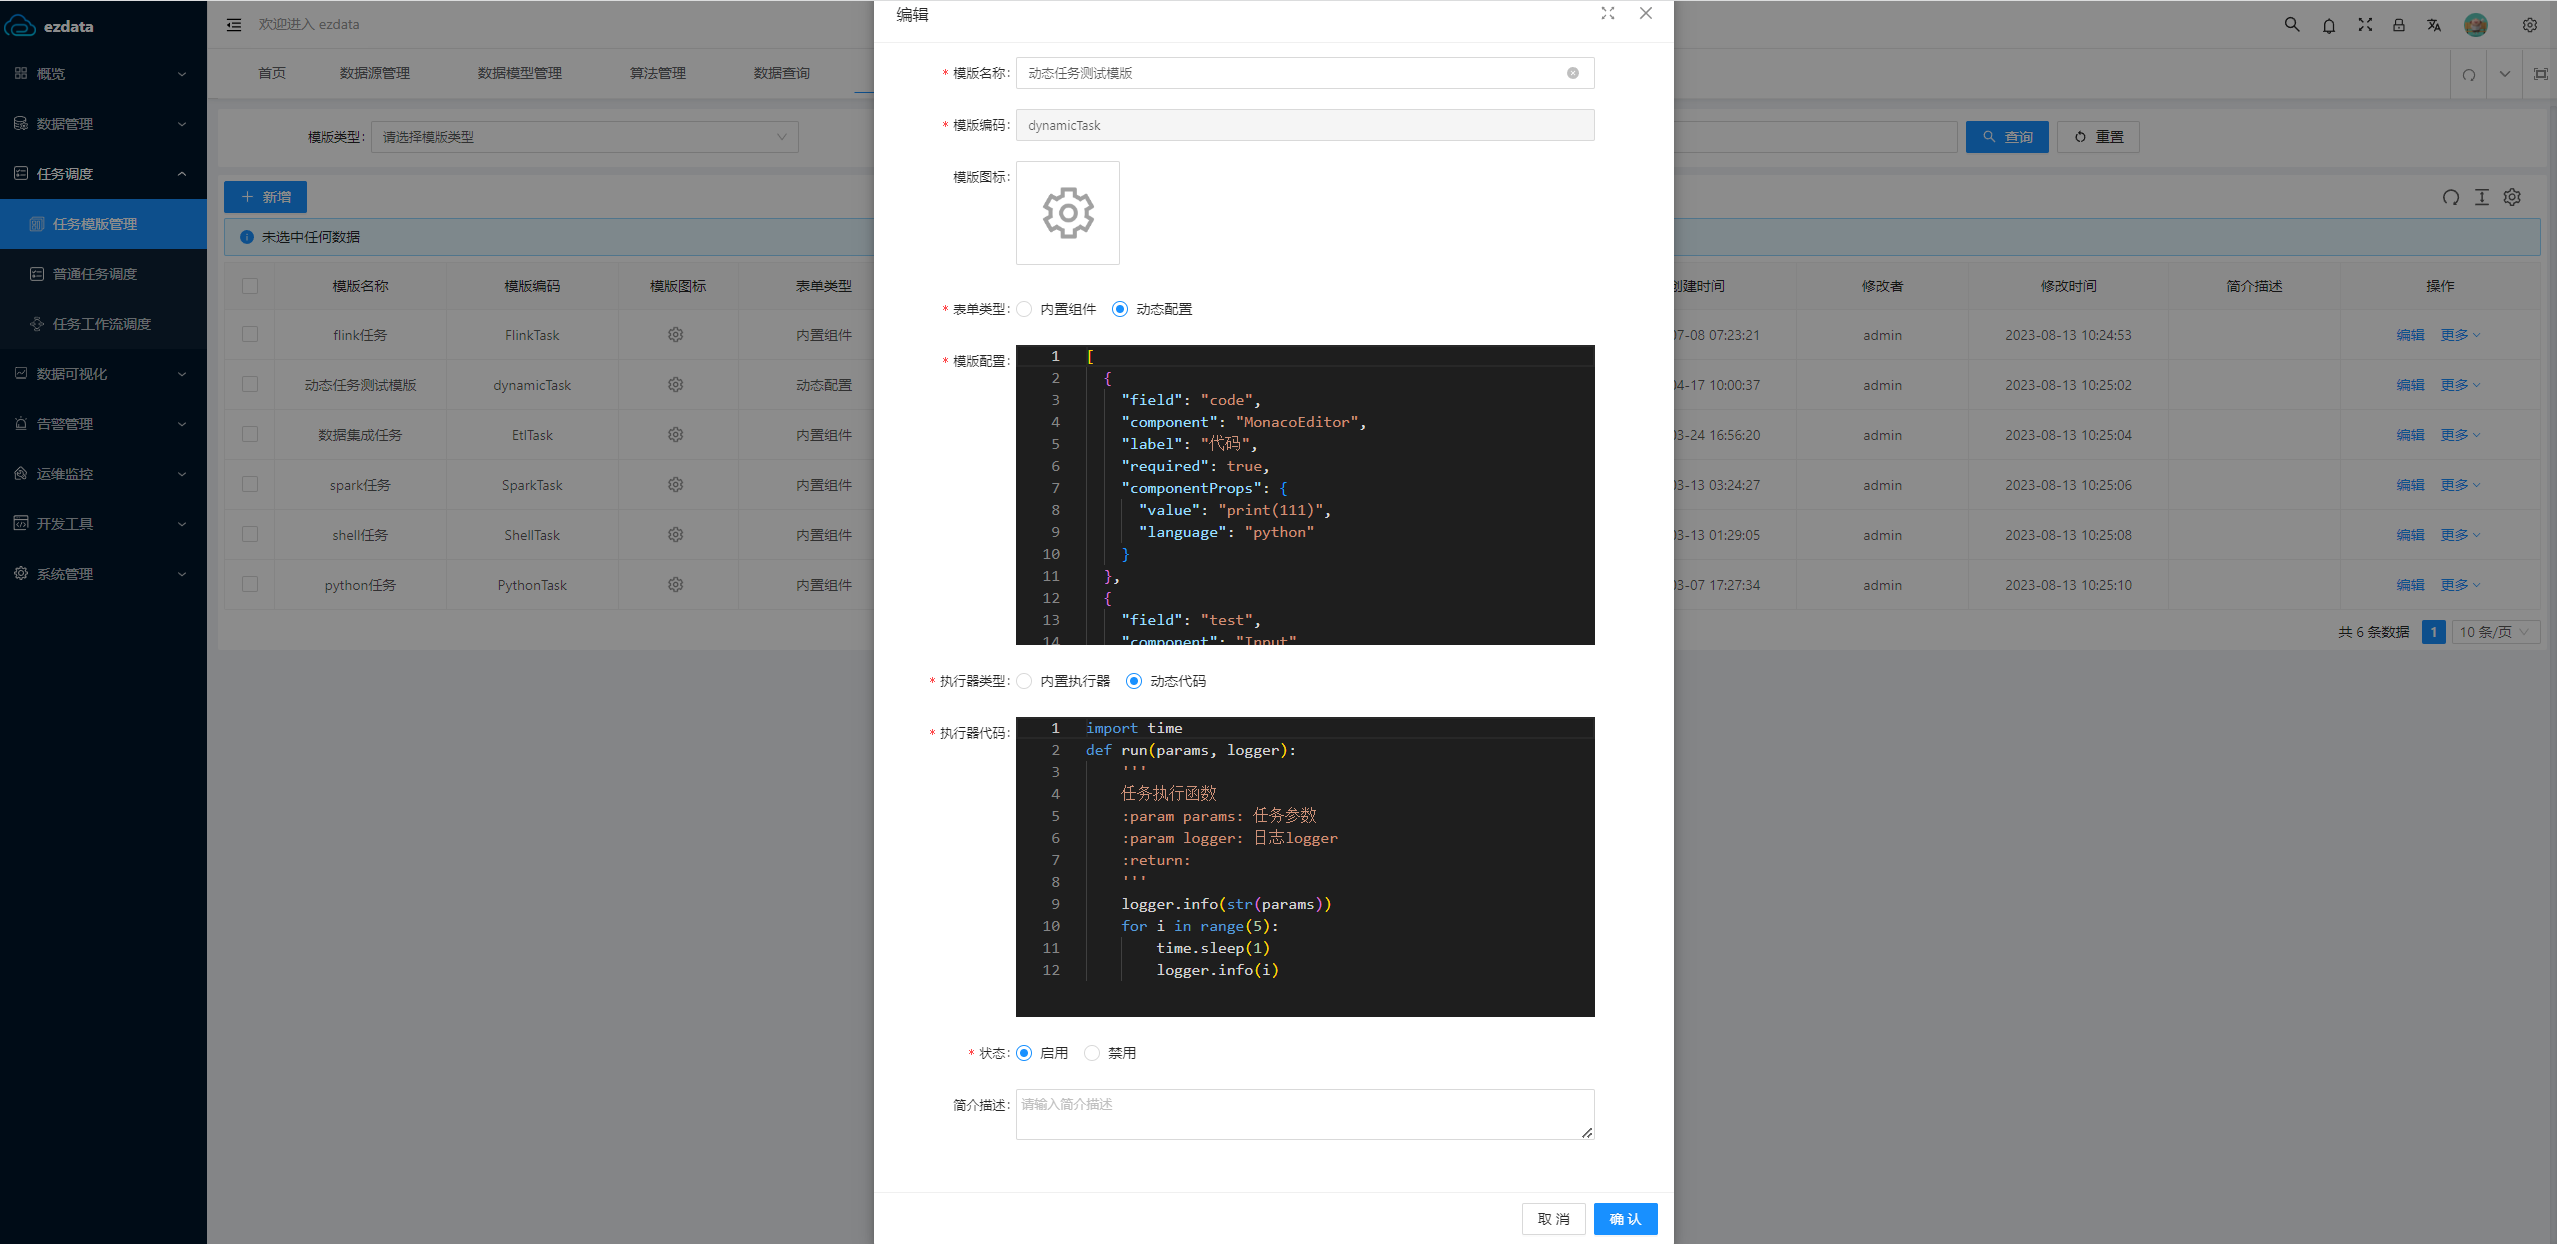 ezdata
概览
数据管理
任务调度
任务模版管理
普通任务调度
任务工作流调度
数据可视化
告警管理
运维监控
开发工具
系统管理
欢迎进入 ezdata
首页 数据源管理 数据模型管理 算法管理 数据查询
模版类型: 请选择模版类型
查询 重置
新增
未选中任何数据
模版名称 模版编码 模版图标 表单类型 创建时间 修改者 修改时间 简介描述 操作
flink任务 FlinkTask 内置组件 07-08 07:23:21 admin 2023-08-13 10:24:53 编辑 更多
动态任务测试模版 dynamicTask 动态配置 04-17 10:00:37 admin 2023-08-13 10:25:02 编辑 更多
数据集成任务 EtlTask 内置组件 03-24 16:56:20 admin 2023-08-13 10:25:04 编辑 更多
spark任务 SparkTask 内置组件 03-13 03:24:27 admin 2023-08-13 10:25:06 编辑 更多
shell任务 ShellTask 内置组件 03-13 01:29:05 admin 2023-08-13 10:25:08 编辑 更多
python任务 PythonTask 内置组件 03-07 17:27:34 admin 2023-08-13 10:25:10 编辑 更多
共 6 条数据 1 10 条/页
编辑
* 模版名称: 动态任务测试模版
* 模版编码: dynamicTask
模版图标:
* 表单类型: 内置组件 动态配置
* 模版配置:
1 [
2 {
3 "field": "code",
4 "component": "MonacoEditor",
5 "label": "代码",
6 "required": true,
7 "componentProps": {
8 "value": "print(111)",
9 "language": "python"
10 }
11 },
12 {
13 "field": "test",
14 "component": "Input"
* 执行器类型: 内置执行器 动态代码
* 执行器代码:
1 import time
2 def run(params, logger):
3 '''
4 任务执行函数
5 :param params: 任务参数
6 :param logger: 日志logger
7 :return:
8 '''
9 logger.info(str(params))
10 for i in range(5):
11 time.sleep(1)
12 logger.info(i)
* 状态: 启用 禁用
简介描述: 请输入简介描述
取消 确认